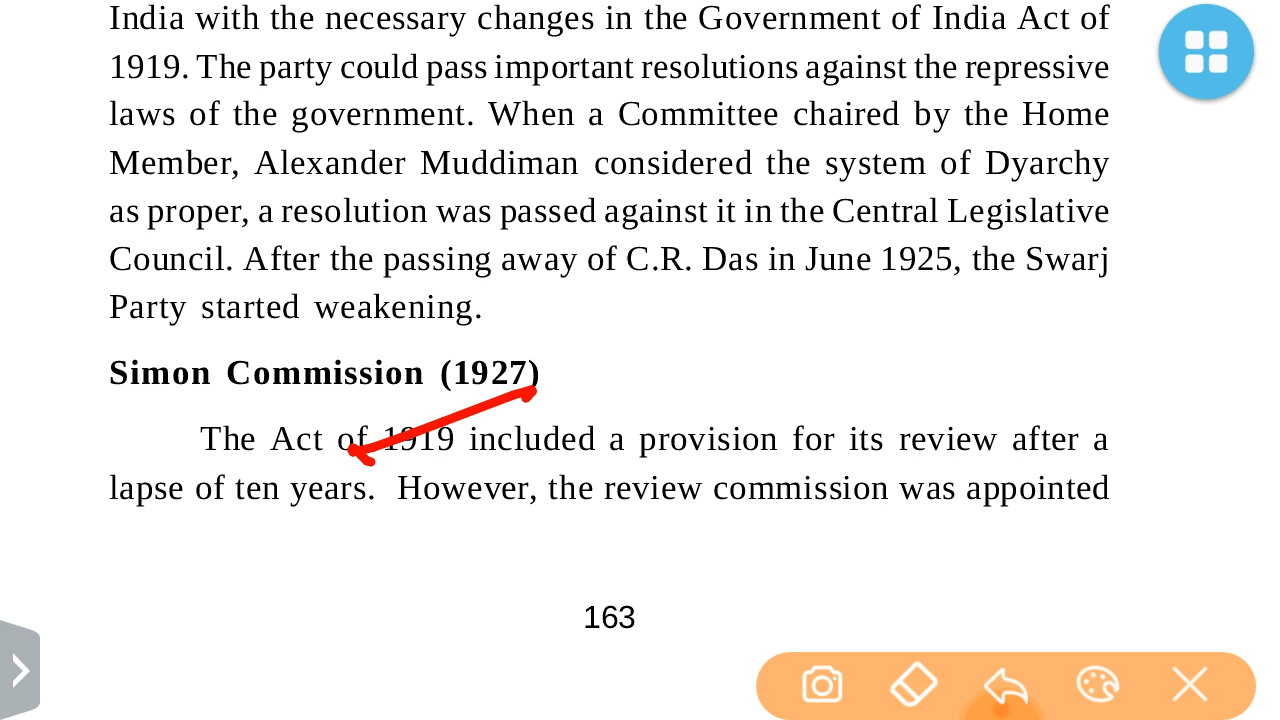 India with the necessary changes in the Government of India Act of
1919. The party could pass important resolutions against the repressive
laws of the government. When a Committee chaired by the Home
Member, Alexander Muddiman considered the system of Dyarchy
as proper, a resolution was passed against it in the Central Legislative
Council. After the passing away of C.R. Das in June 1925, the Swarj
Party started weakening.
Simon Commission (1927)
The Act of 1919 included a provision for its review after a
lapse of ten years. However, the review commission was appointed
163